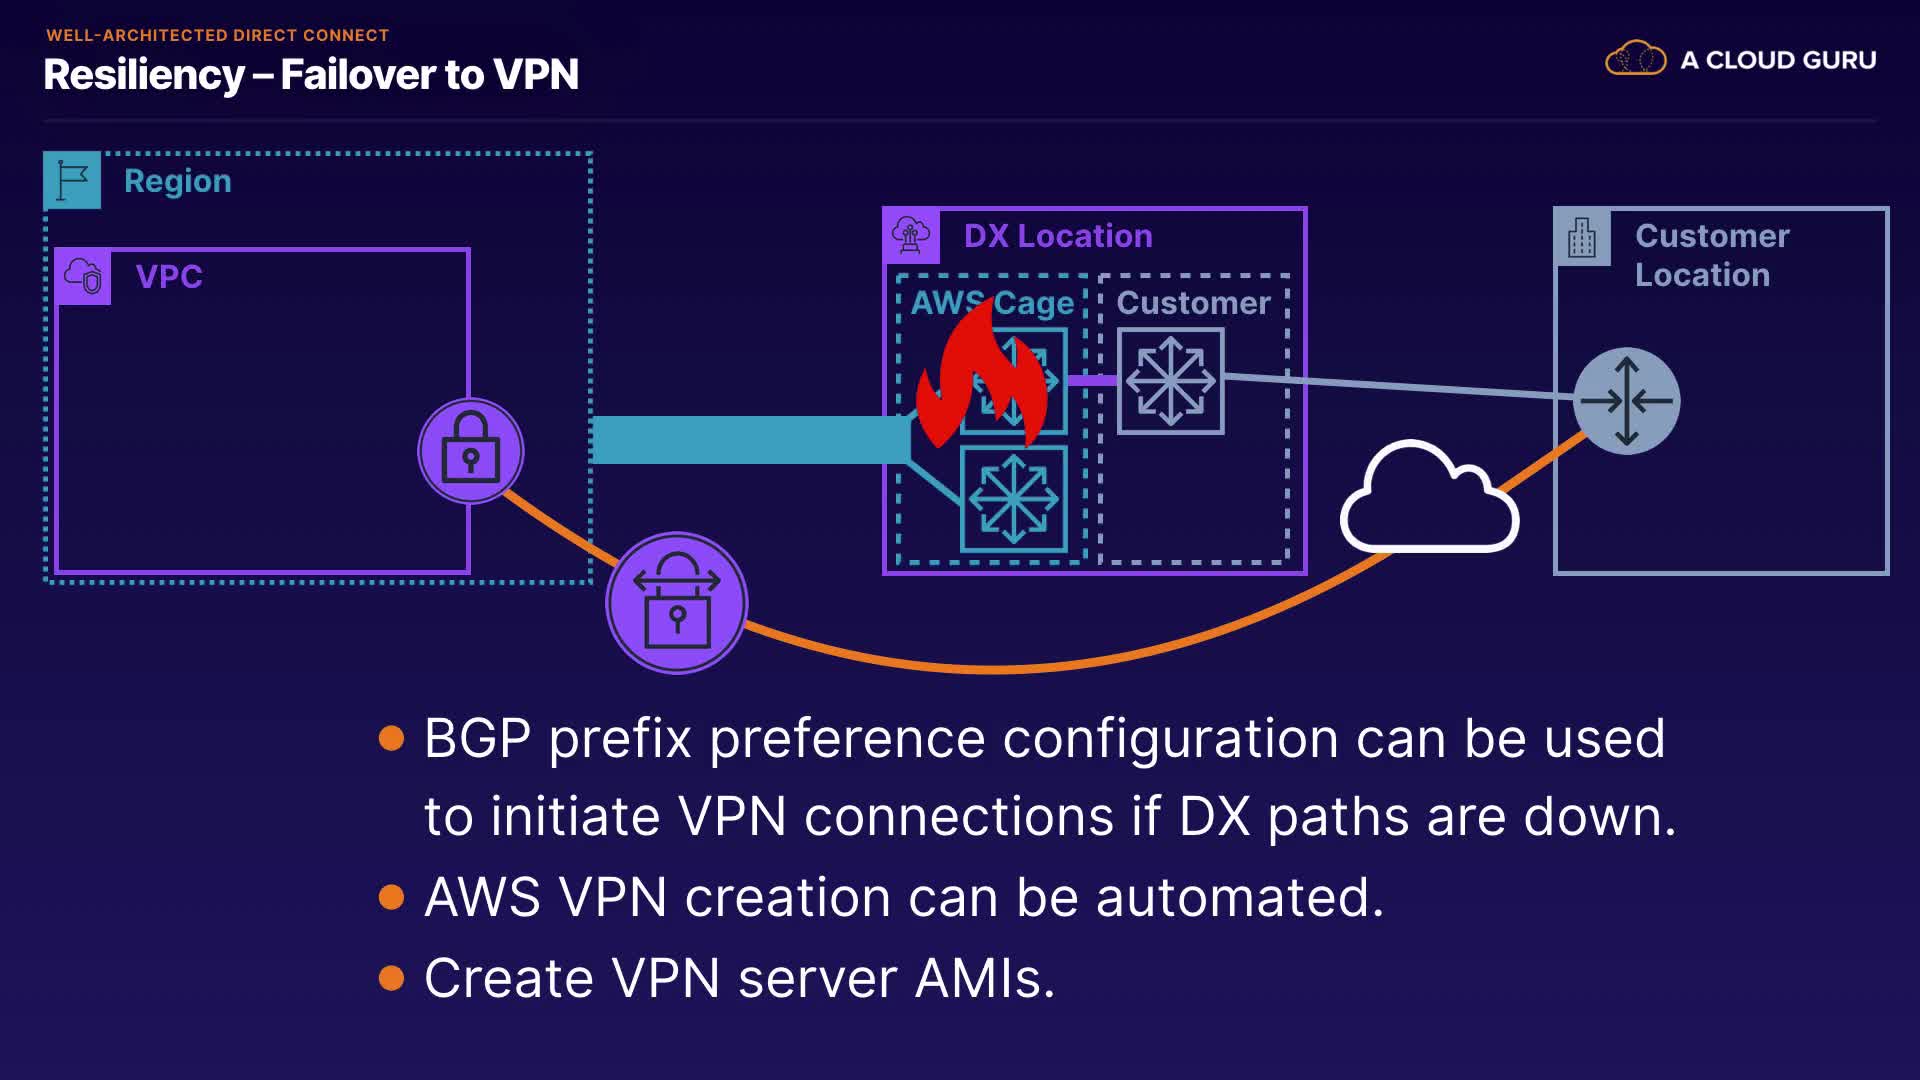 WELL-ARCHITECTED DIRECT CONNECT
Resiliency – Failover to VPN
A CLOUD GURU
Region
VPC
DX Location
AWS Cage
Customer
Customer
Location
BGP prefix preference configuration can be used
to initiate VPN connections if DX paths are down.
AWS VPN creation can be automated.
Create VPN server AMIs.